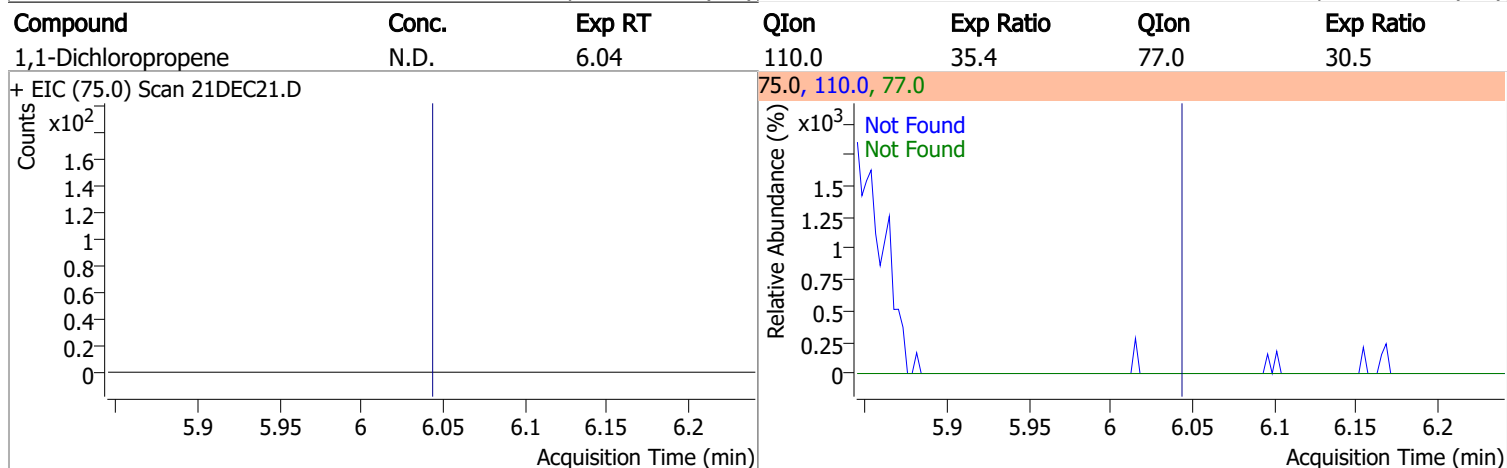 Compound Conc. Exp RT QIon Exp Ratio QIon Exp Ratio
1,1-Dichloropropene N.D. 6.04 110.0 35.4 77.0 30.5
+ EIC (75.0) Scan 21DEC21.D
Counts
x10²
1.6
1.4
1.2
1
0.8
0.6
0.4
0.2
0
5.9 5.95 6 6.05 6.1 6.15 6.2
Acquisition Time (min)
75.0, 110.0, 77.0
Relative Abundance (%)
x10³
Not Found
Not Found
1.5
1.25
1
0.75
0.5
0.25
0
5.9 5.95 6 6.05 6.1 6.15 6.2
Acquisition Time (min)